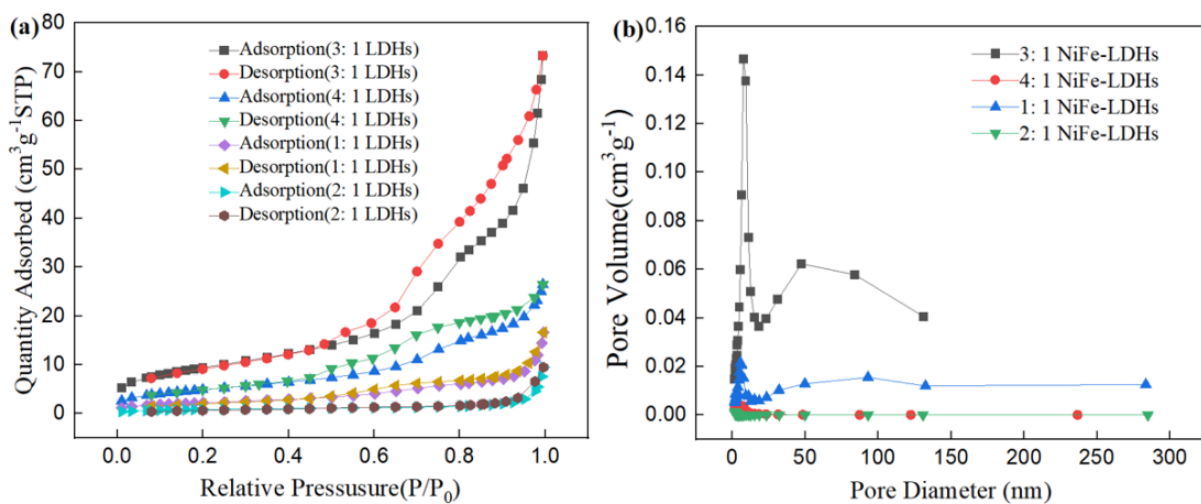 (a)
80
70
60
50
40
30
20
10
0
Quantity Adsorbed (cm³g⁻¹STP)
Adsorption(3: 1 LDHs)
Desorption(3: 1 LDHs)
Adsorption(4: 1 LDHs)
Desorption(4: 1 LDHs)
Adsorption(1: 1 LDHs)
Desorption(1: 1 LDHs)
Adsorption(2: 1 LDHs)
Desorption(2: 1 LDHs)
0.0 0.2 0.4 0.6 0.8 1.0
Relative Pressusure(P/P₀)
(b)
0.16
0.14
0.12
0.10
0.08
0.06
0.04
0.02
0.00
Pore Volume(cm³g⁻¹)
3: 1 NiFe-LDHs
4: 1 NiFe-LDHs
1: 1 NiFe-LDHs
2: 1 NiFe-LDHs
0 50 100 150 200 250 300
Pore Diameter (nm)